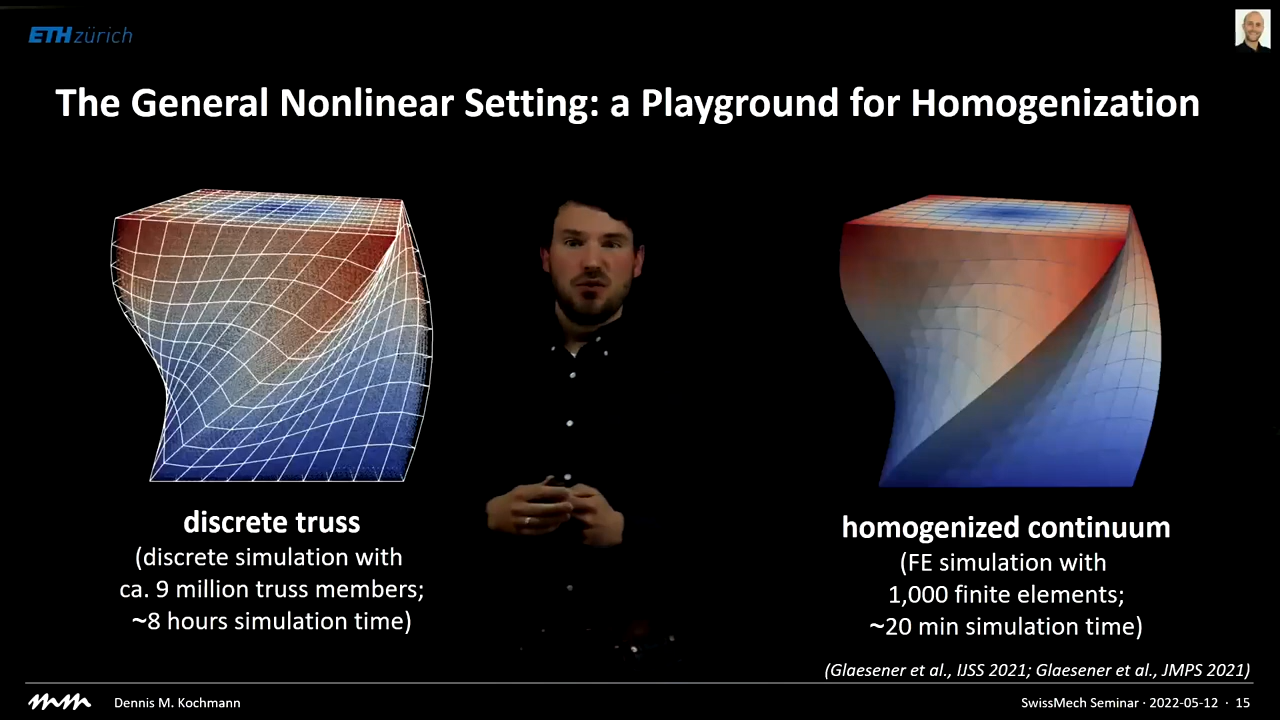 ETH zürich
The General Nonlinear Setting: a Playground for Homogenization
discrete truss
(discrete simulation with
ca. 9 million truss members;
~8 hours simulation time)
homogenized continuum
(FE simulation with
1,000 finite elements;
~20 min simulation time)
(Glaesener et al., IJSS 2021; Glaesener et al., JMPS 2021)
Dennis M. Kochmann
SwissMech Seminar · 2022-05-12 · 15